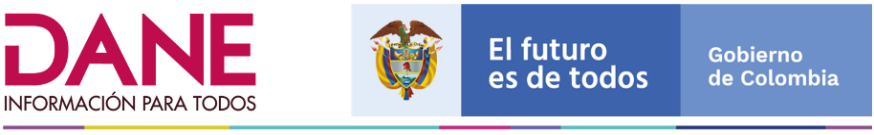 DANE
INFORMACIÓN PARA TODOS
El futuro
es de todos
Gobierno
de Colombia